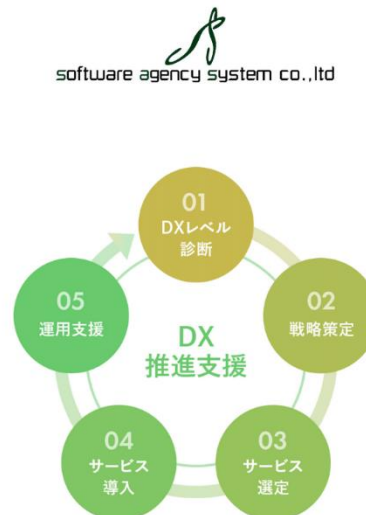 software agency system co.,ltd
01
DXレベル
診断
02
戦略策定
03
サービス
選定
04
サービス
導入
05
運用支援
DX
推進支援